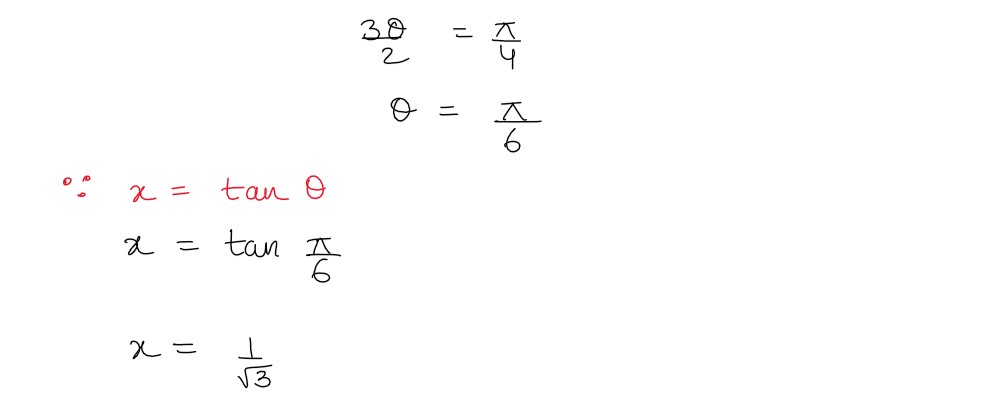 3θ/2 = π/4
θ = π/6
∵ x = tan θ
x = tan π/6
x = 1/√3